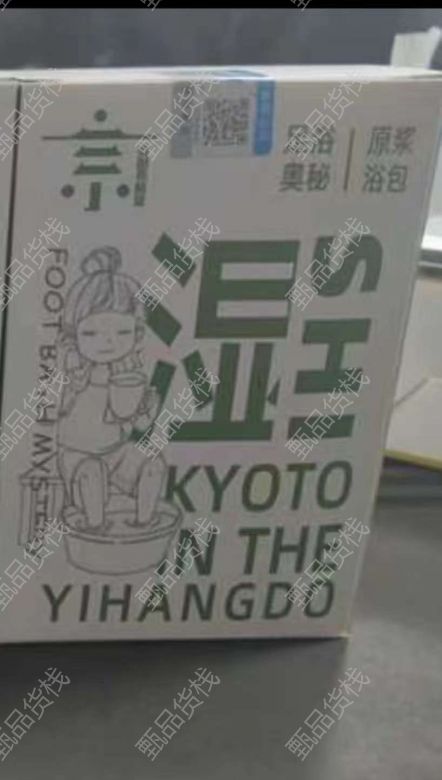 足浴 原浆
奥秘 浴包
FOOT BATH MYSTERY
湿
SHI
KYOTO
IN THE
YIHANGDO
甄品货栈